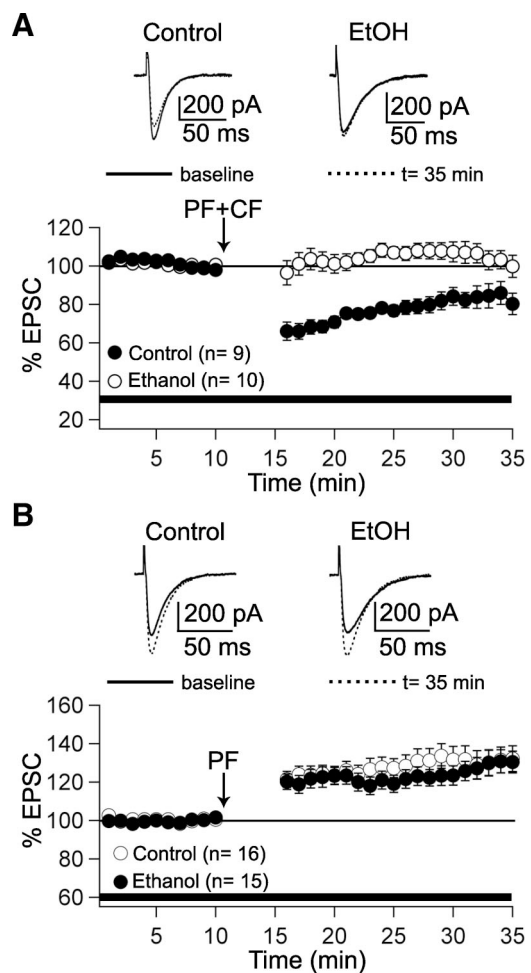 A
Control EtOH
200 pA 200 pA
50 ms 50 ms
baseline t= 35 min
PF+CF
120
100
80
60
40
20
% EPSC
Control (n= 9)
Ethanol (n= 10)
5 10 15 20 25 30 35
Time (min)
B
Control EtOH
200 pA 200 pA
50 ms 50 ms
baseline t= 35 min
PF
160
140
120
100
80
60
% EPSC
Control (n= 16)
Ethanol (n= 15)
5 10 15 20 25 30 35
Time (min)